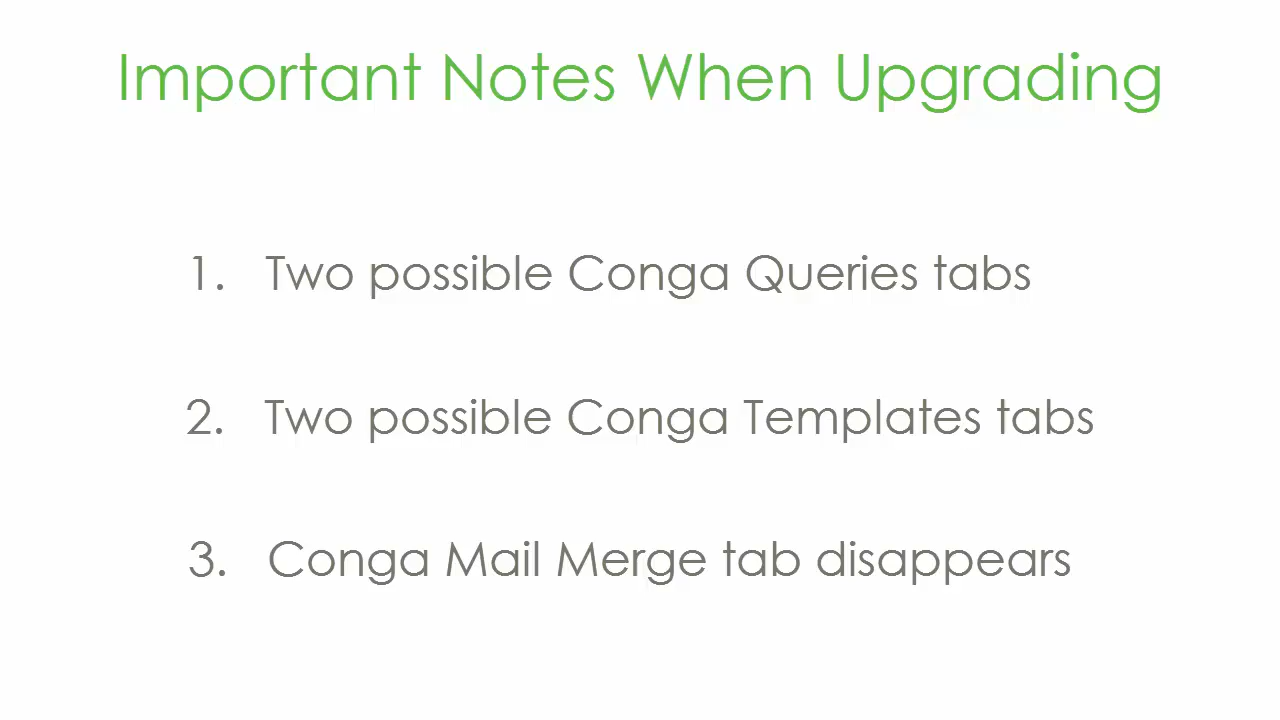 Important Notes When Upgrading
1. Two possible Conga Queries tabs
2. Two possible Conga Templates tabs
3. Conga Mail Merge tab disappears